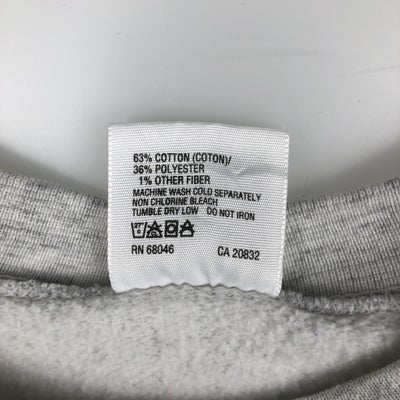 63% COTTON (COTON)/
36% POLYESTER
1% OTHER FIBER
MACHINE WASH COLD SEPARATELY
NON CHLORINE BLEACH
TUMBLE DRY LOW DO NOT IRON
RN 68046 CA 20832